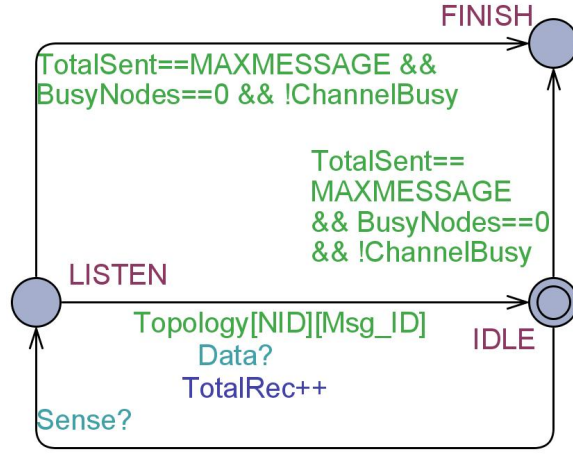 FINISH
TotalSent==MAXMESSAGE &&
BusyNodes==0 && !ChannelBusy
TotalSent==
MAXMESSAGE
&& BusyNodes==0
&& !ChannelBusy
LISTEN
Topology[NID][Msg_ID]
IDLE
Data?
TotalRec++
Sense?